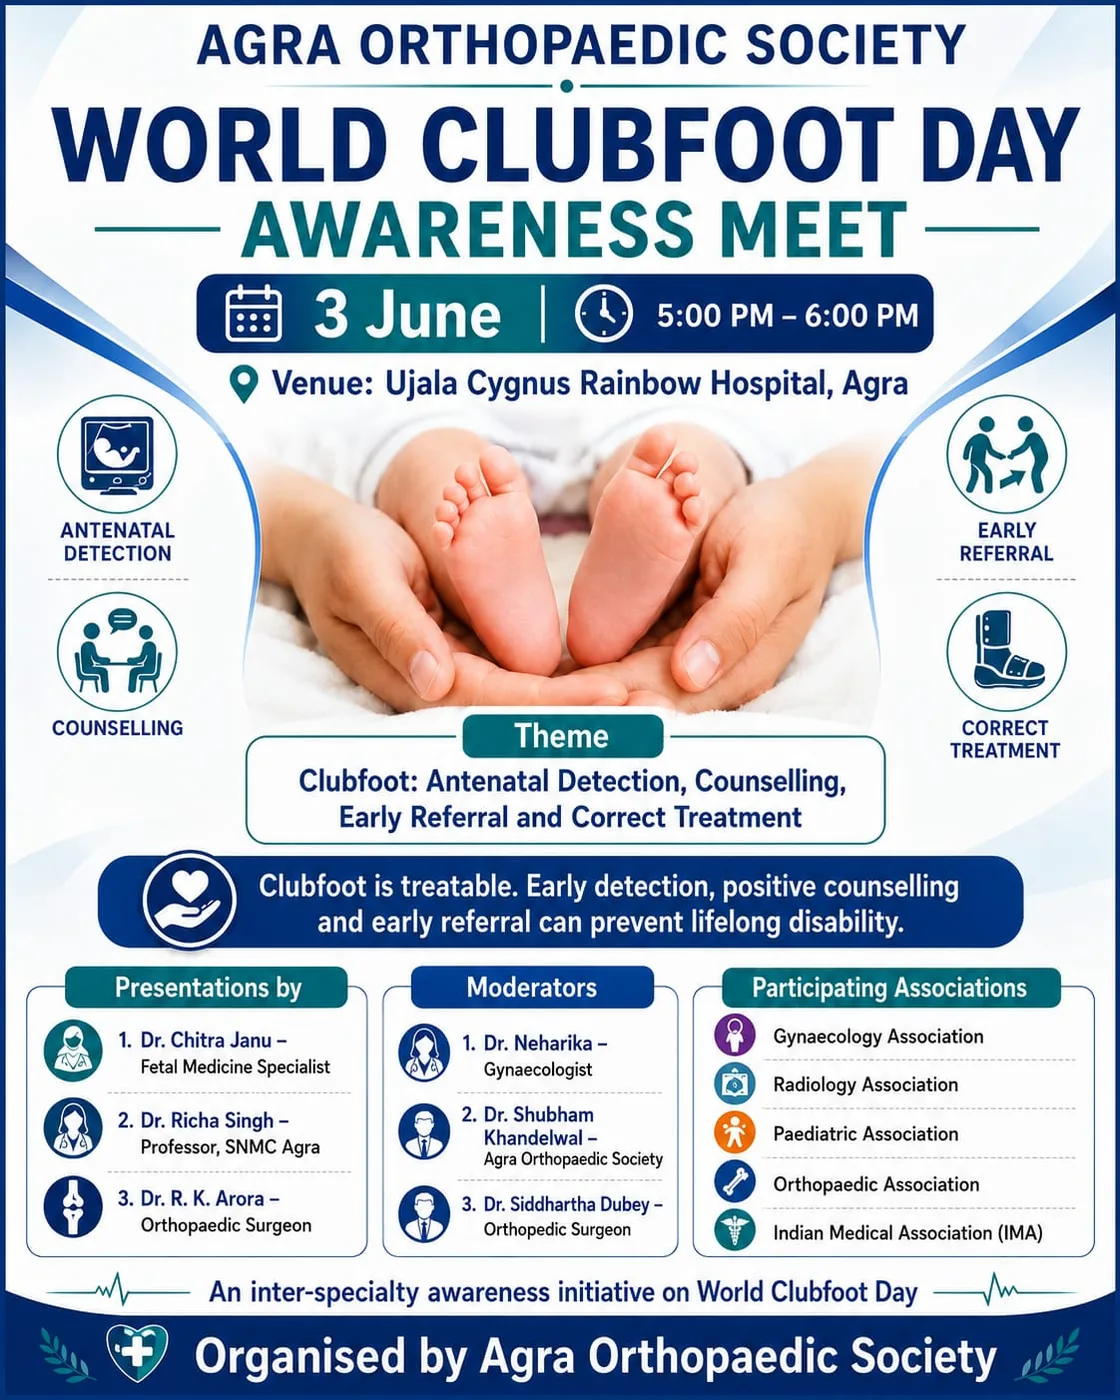 AGRA ORTHOPAEDIC SOCIETY
WORLD CLUBFOOT DAY
AWARENESS MEET
3 June
5:00 PM – 6:00 PM
Venue: Ujala Cygnus Rainbow Hospital, Agra
ANTENATAL
DETECTION
COUNSELLING
EARLY
REFERRAL
CORRECT
TREATMENT
Theme
Clubfoot: Antenatal Detection, Counselling,
Early Referral and Correct Treatment
Clubfoot is treatable. Early detection, positive counselling
and early referral can prevent lifelong disability.
Presentations by
1. Dr. Chitra Janu –
Fetal Medicine Specialist
2. Dr. Richa Singh –
Professor, SNMC Agra
3. Dr. R. K. Arora –
Orthopaedic Surgeon
Moderators
1. Dr. Neharika –
Gynaecologist
2. Dr. Shubham
Khandelwal –
Agra Orthopaedic Society
3. Dr. Siddhartha Dubey –
Orthopedic Surgeon
Participating Associations
Gynaecology Association
Radiology Association
Paediatric Association
Orthopaedic Association
Indian Medical Association (IMA)
An inter-specialty awareness initiative on World Clubfoot Day
Organised by Agra Orthopaedic Society